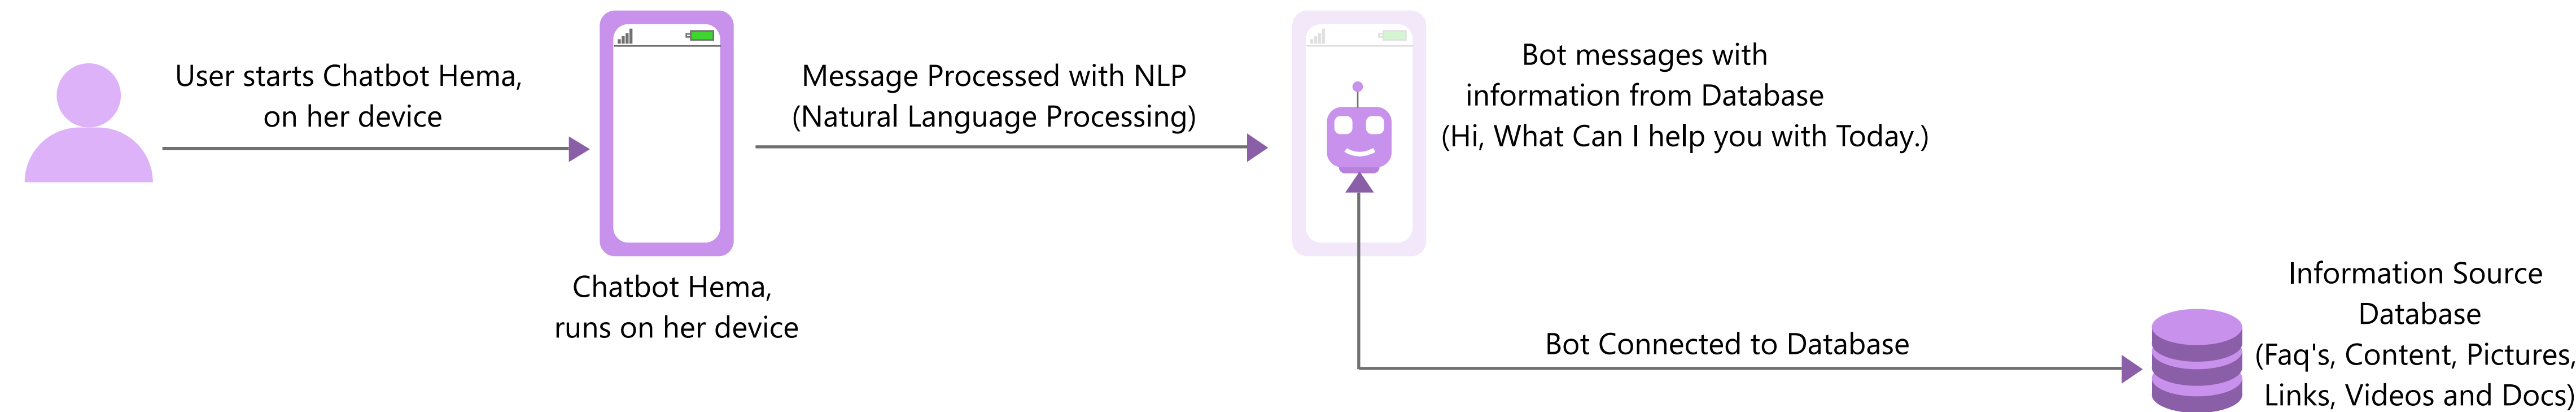 User starts Chatbot Hema,
on her device
Chatbot Hema,
runs on her device
Message Processed with NLP
(Natural Language Processing)
Bot messages with
information from Database
(Hi, What Can I help you with Today.)
Bot Connected to Database
Information Source
Database
(Faq's, Content, Pictures,
Links, Videos and Docs)